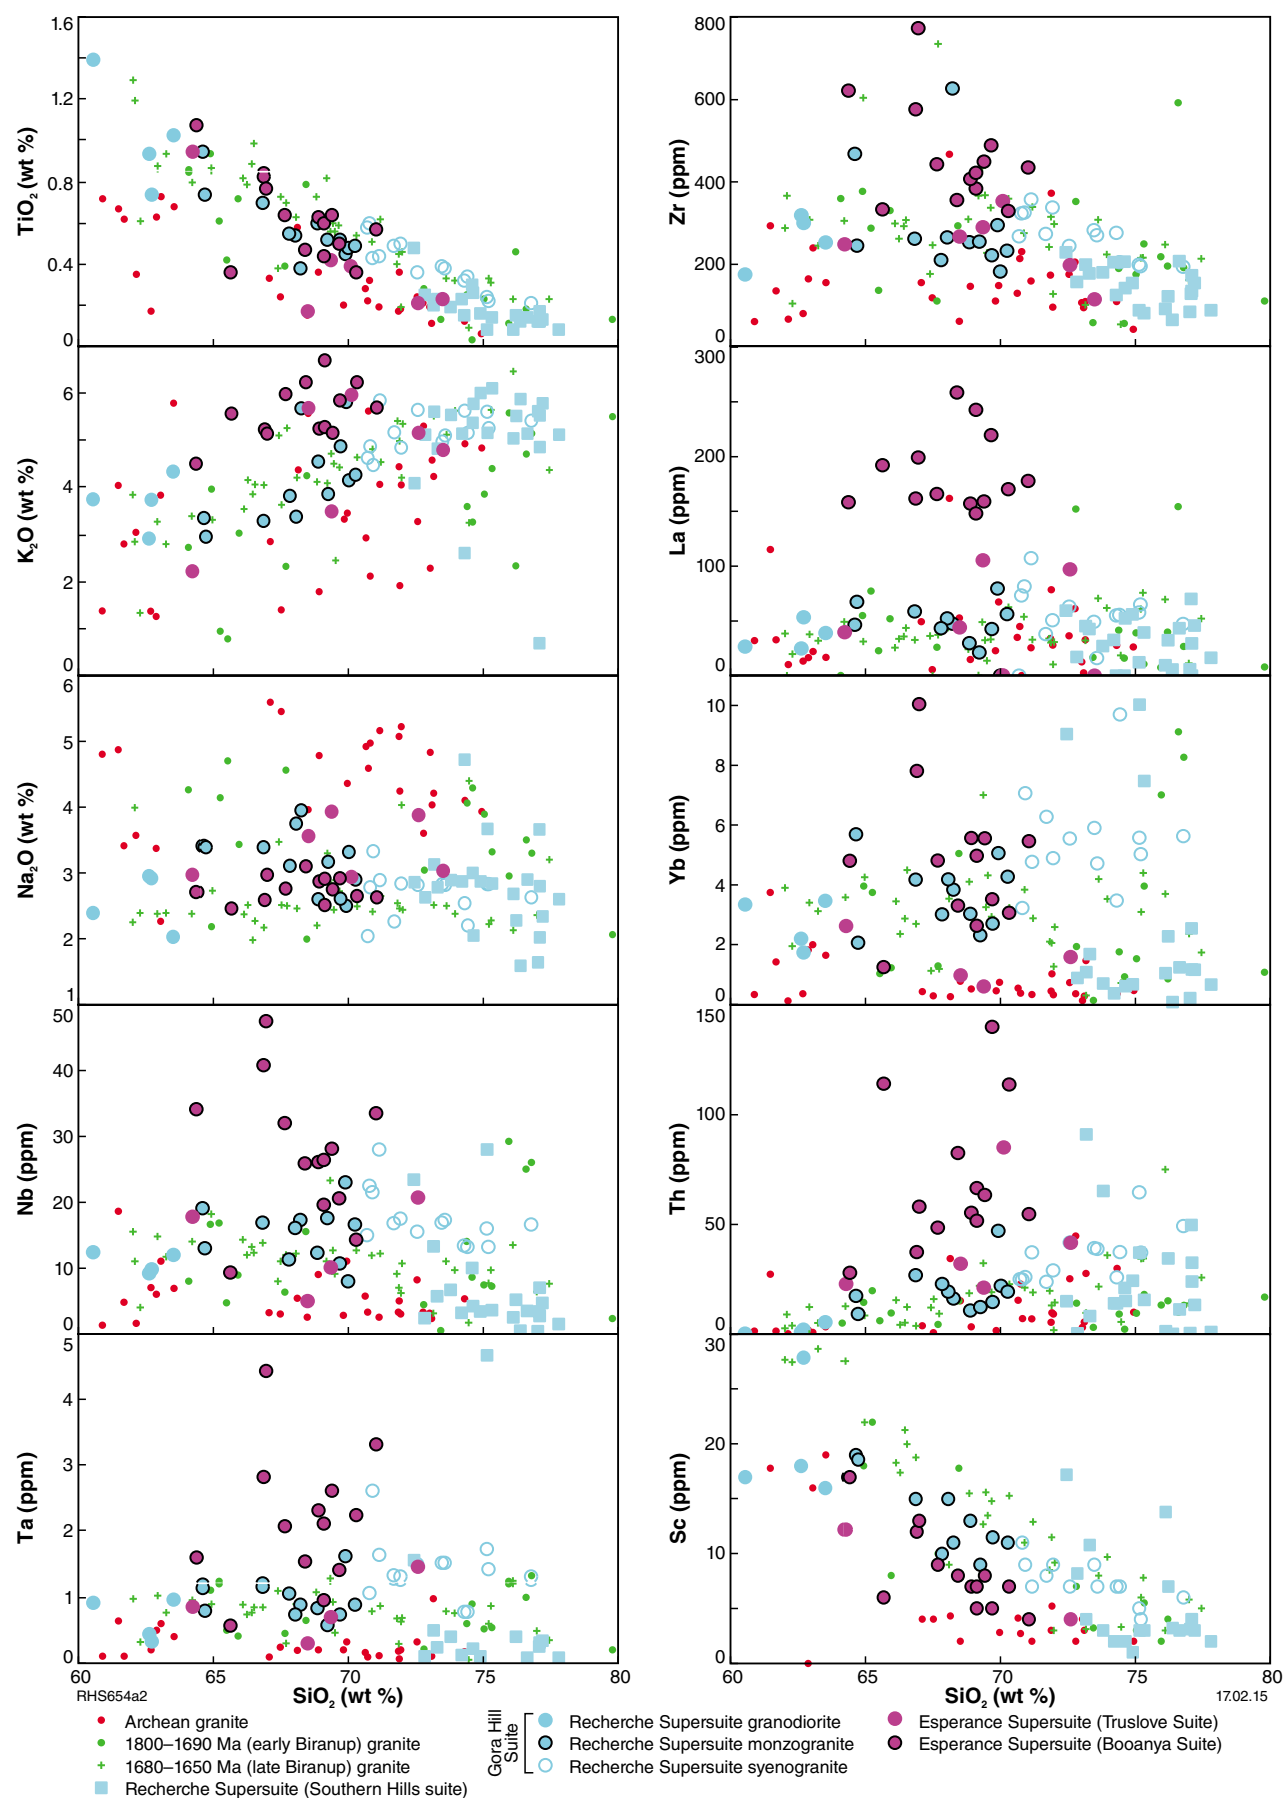 1.6
1.2
0.8
0.4
0
TiO2 (wt %)
800
600
400
200
0
Zr (ppm)
6
4
2
0
K2O (wt %)
300
200
100
0
La (ppm)
6
5
4
3
2
1
Na2O (wt %)
10
8
6
4
2
0
Yb (ppm)
50
40
30
20
10
0
Nb (ppm)
150
100
50
0
Th (ppm)
5
4
3
2
1
0
Ta (ppm)
30
20
10
0
Sc (ppm)
60 65 70 75 80
60 65 70 75 80
RHS654a2
SiO2 (wt %)
SiO2 (wt %)
17.02.15
Archean granite
1800–1690 Ma (early Biranup) granite
1680–1650 Ma (late Biranup) granite
Recherche Supersuite (Southern Hills suite)
Gora Hill
Suite
Recherche Supersuite granodiorite
Recherche Supersuite monzogranite
Recherche Supersuite syenogranite
Esperance Supersuite (Truslove Suite)
Esperance Supersuite (Booanya Suite)